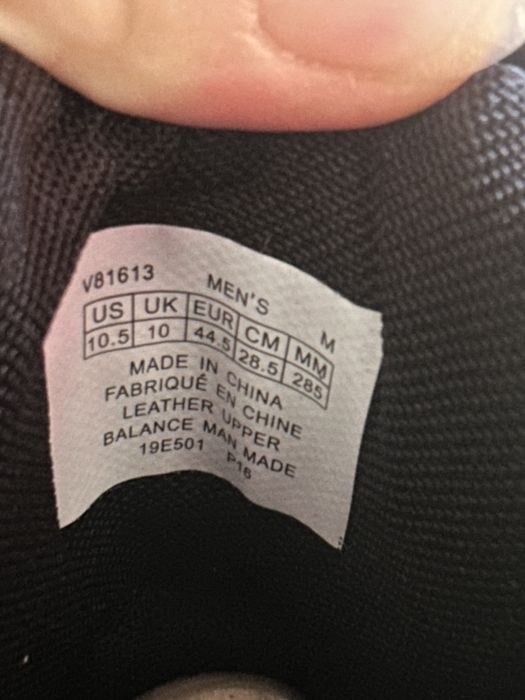 V81613 MEN'S M
US UK EUR CM MM
10.5 10 44.5 28.5 285
MADE IN CHINA
FABRIQUÉ EN CHINE
LEATHER UPPER
BALANCE MAN MADE
19E501 P16